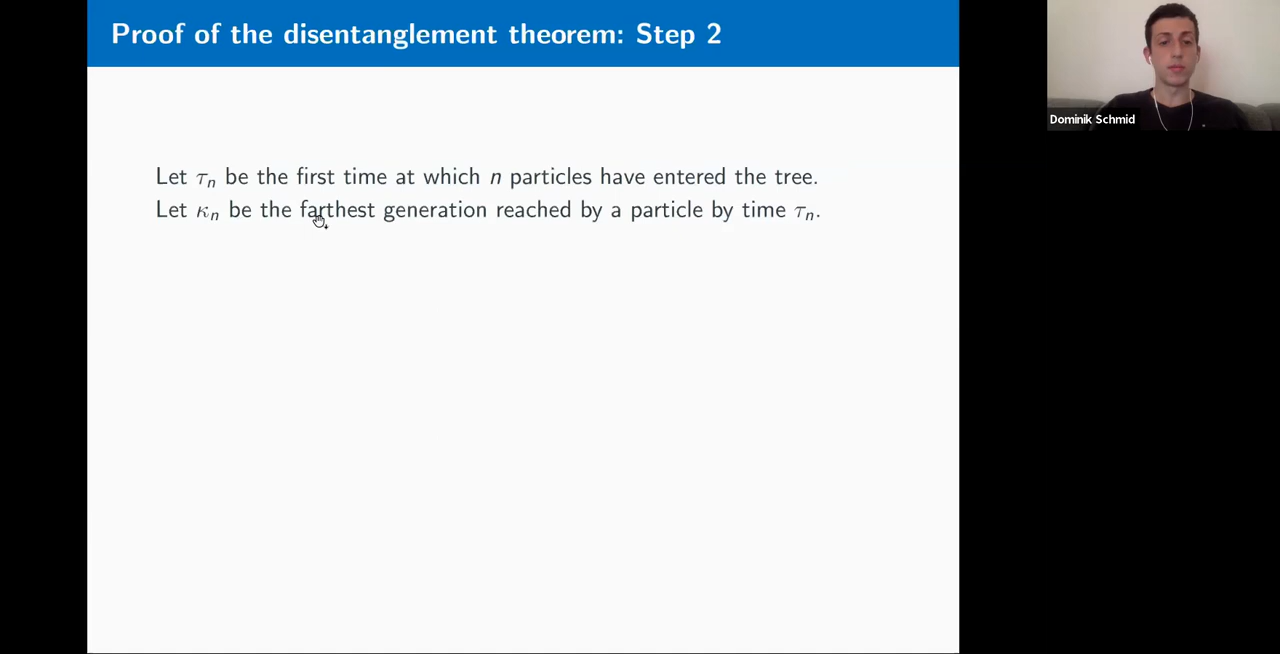 Proof of the disentanglement theorem: Step 2
Dominik Schmid
Let τₙ be the first time at which n particles have entered the tree.
Let κₙ be the farthest generation reached by a particle by time τₙ.